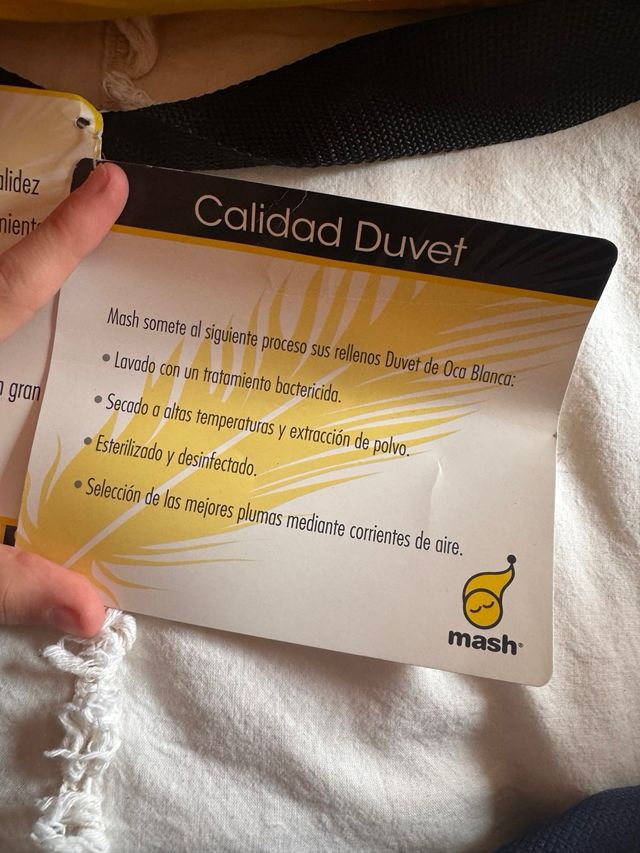 Calidad Duvet
Mash somete al siguiente proceso sus rellenos Duvet de Oca Blanca:
• Lavado con un tratamiento bactericida.
• Secado a altas temperaturas y extracción de polvo.
• Esterilizado y desinfectado.
• Selección de las mejores plumas mediante corrientes de aire.
mash®
gran